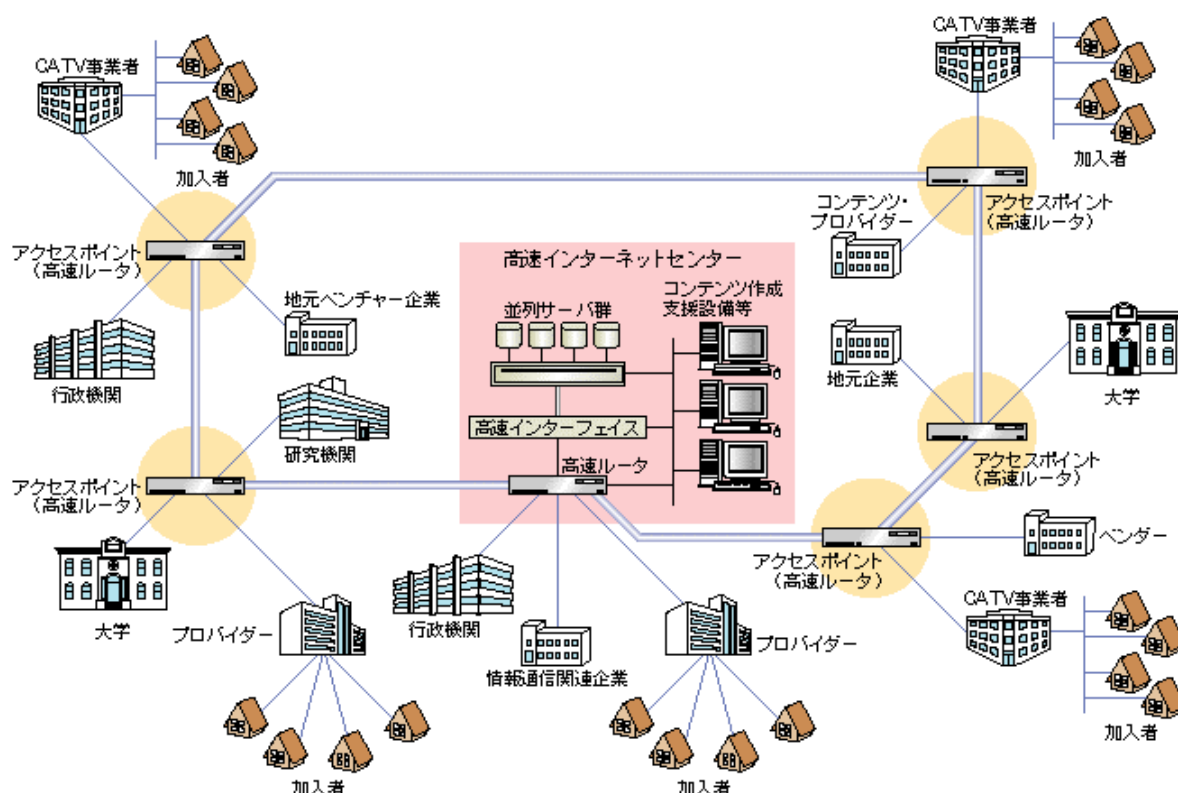 CATV事業者
加入者
CATV事業者
加入者
アクセスポイント
(高速ルータ)
コンテンツ・
プロバイダー
アクセスポイント
(高速ルータ)
高速インターネットセンター
地元ベンチャー企業
並列サーバ群
コンテンツ作成
支援設備等
行政機関
地元企業
大学
研究機関
高速インターフェイス
高速ルータ
アクセスポイント
(高速ルータ)
アクセスポイント
(高速ルータ)
アクセスポイント
(高速ルータ)
ベンダー
大学
プロバイダー
行政機関
情報通信関連企業
プロバイダー
CATV事業者
加入者
加入者
加入者